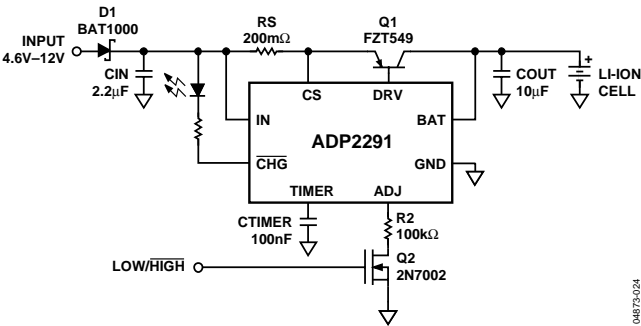 D1
BAT1000
INPUT
4.6V–12V
CIN
2.2µF
RS
200mΩ
Q1
FZT549
COUT
10µF
+
LI-ION
CELL
CS
DRV
IN
BAT
ADP2291
CHG
GND
TIMER
ADJ
CTIMER
100nF
R2
100kΩ
LOW/HIGH
Q2
2N7002
04873-024